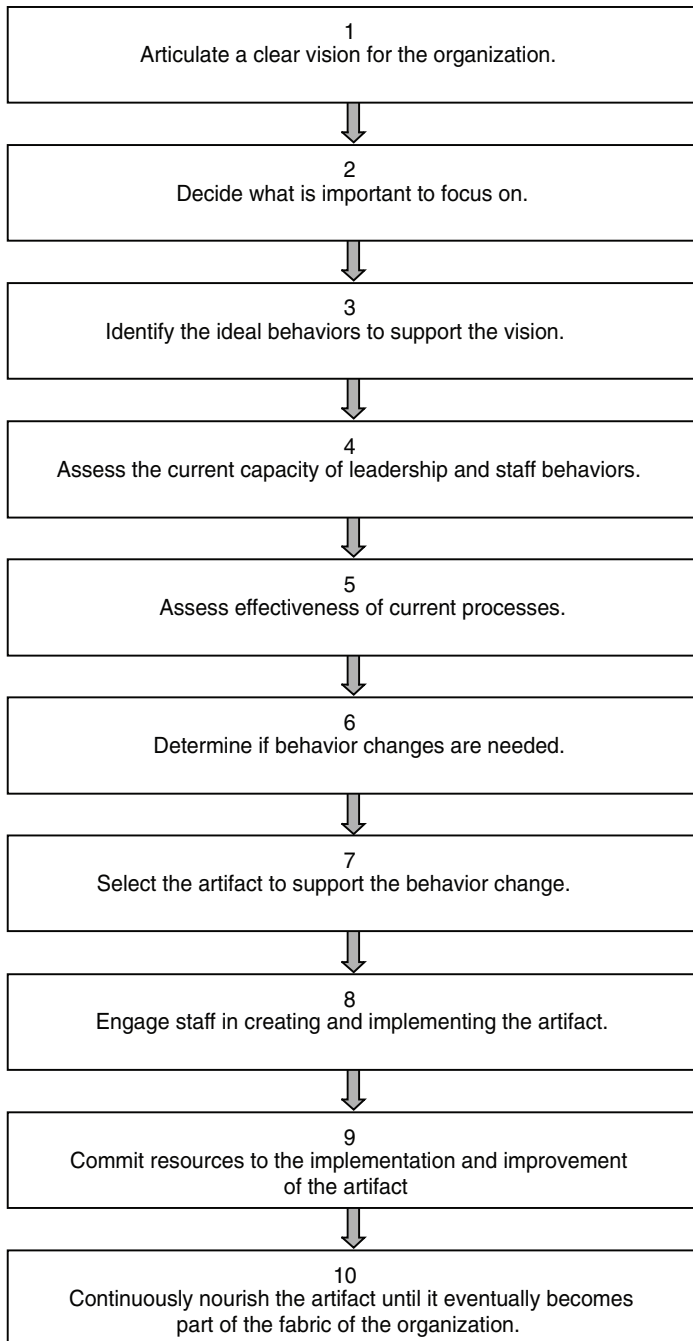 1
Articulate a clear vision for the organization.
2
Decide what is important to focus on.
3
Identify the ideal behaviors to support the vision.
4
Assess the current capacity of leadership and staff behaviors.
5
Assess effectiveness of current processes.
6
Determine if behavior changes are needed.
7
Select the artifact to support the behavior change.
8
Engage staff in creating and implementing the artifact.
9
Commit resources to the implementation and improvement
of the artifact
10
Continuously nourish the artifact until it eventually becomes
part of the fabric of the organization.